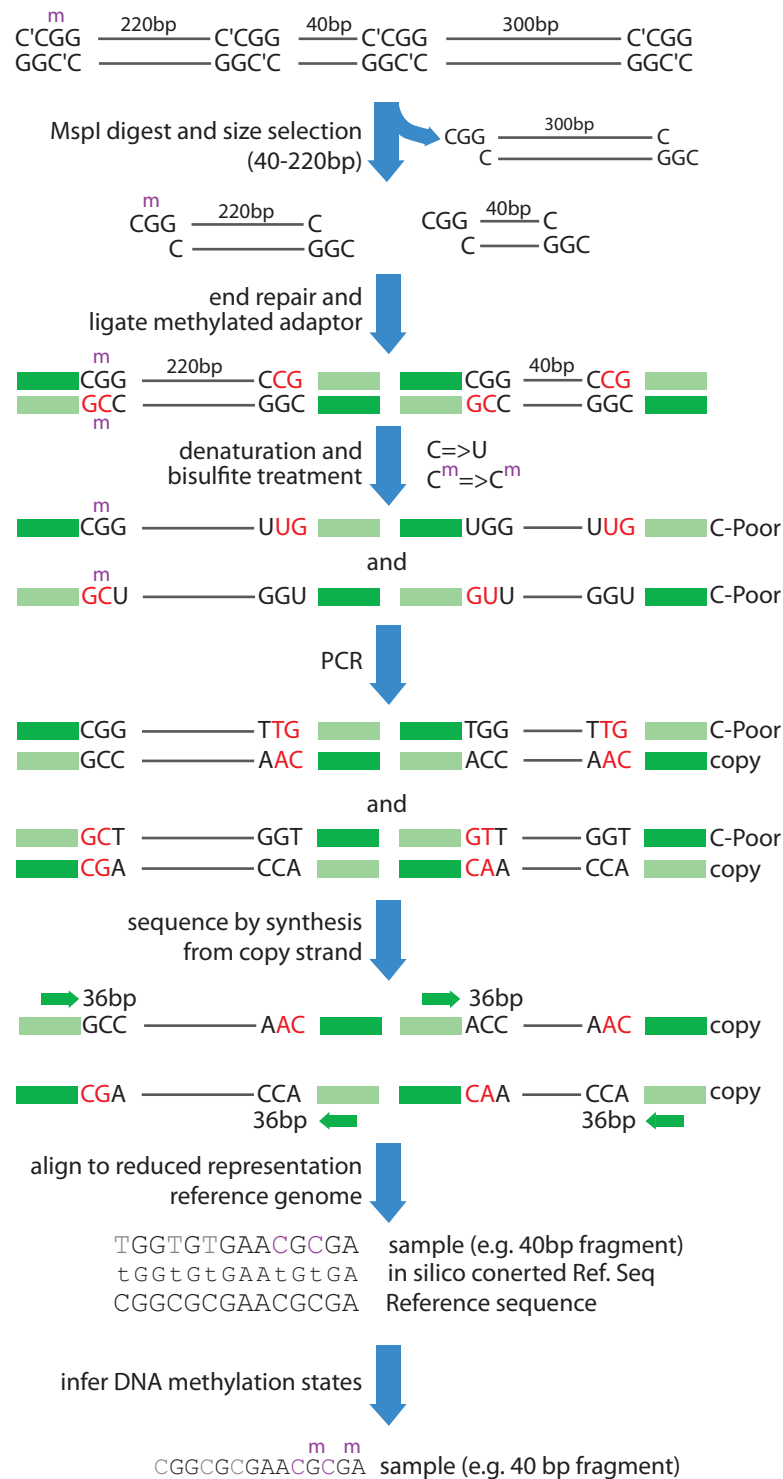 m
C'CGG 220bp C'CGG 40bp C'CGG 300bp C'CGG
GGC'C GGC'C GGC'C GGC'C
MspI digest and size selection
(40-220bp)
CGG 300bp C
C GGC
m
CGG 220bp C CGG 40bp C
C GGC C GGC
end repair and
ligate methylated adaptor
m
CGG 220bp CCG CGG 40bp CCG
GCC GGC GCC GGC
m
denaturation and
bisulfite treatment
C=>U
Cm=>Cm
m
CGG UUG UGG UUG C-Poor
and
m
GCU GGU GUU GGU C-Poor
PCR
CGG TTG TGG TTG C-Poor
GCC AAC ACC AAC copy
and
GCT GGT GTT GGT C-Poor
CGA CCA CAA CCA copy
sequence by synthesis
from copy strand
36bp 36bp
GCC AAC ACC AAC copy
CGA CCA CAA CCA copy
36bp 36bp
align to reduced representation
reference genome
TGGTGTGAACGCGA sample (e.g. 40bp fragment)
tGGtGtGAAtGtGA in silico conerted Ref. Seq
CGGCGCGAACGCGA Reference sequence
infer DNA methylation states
m m
CGGCGCGAACGCGA sample (e.g. 40 bp fragment)